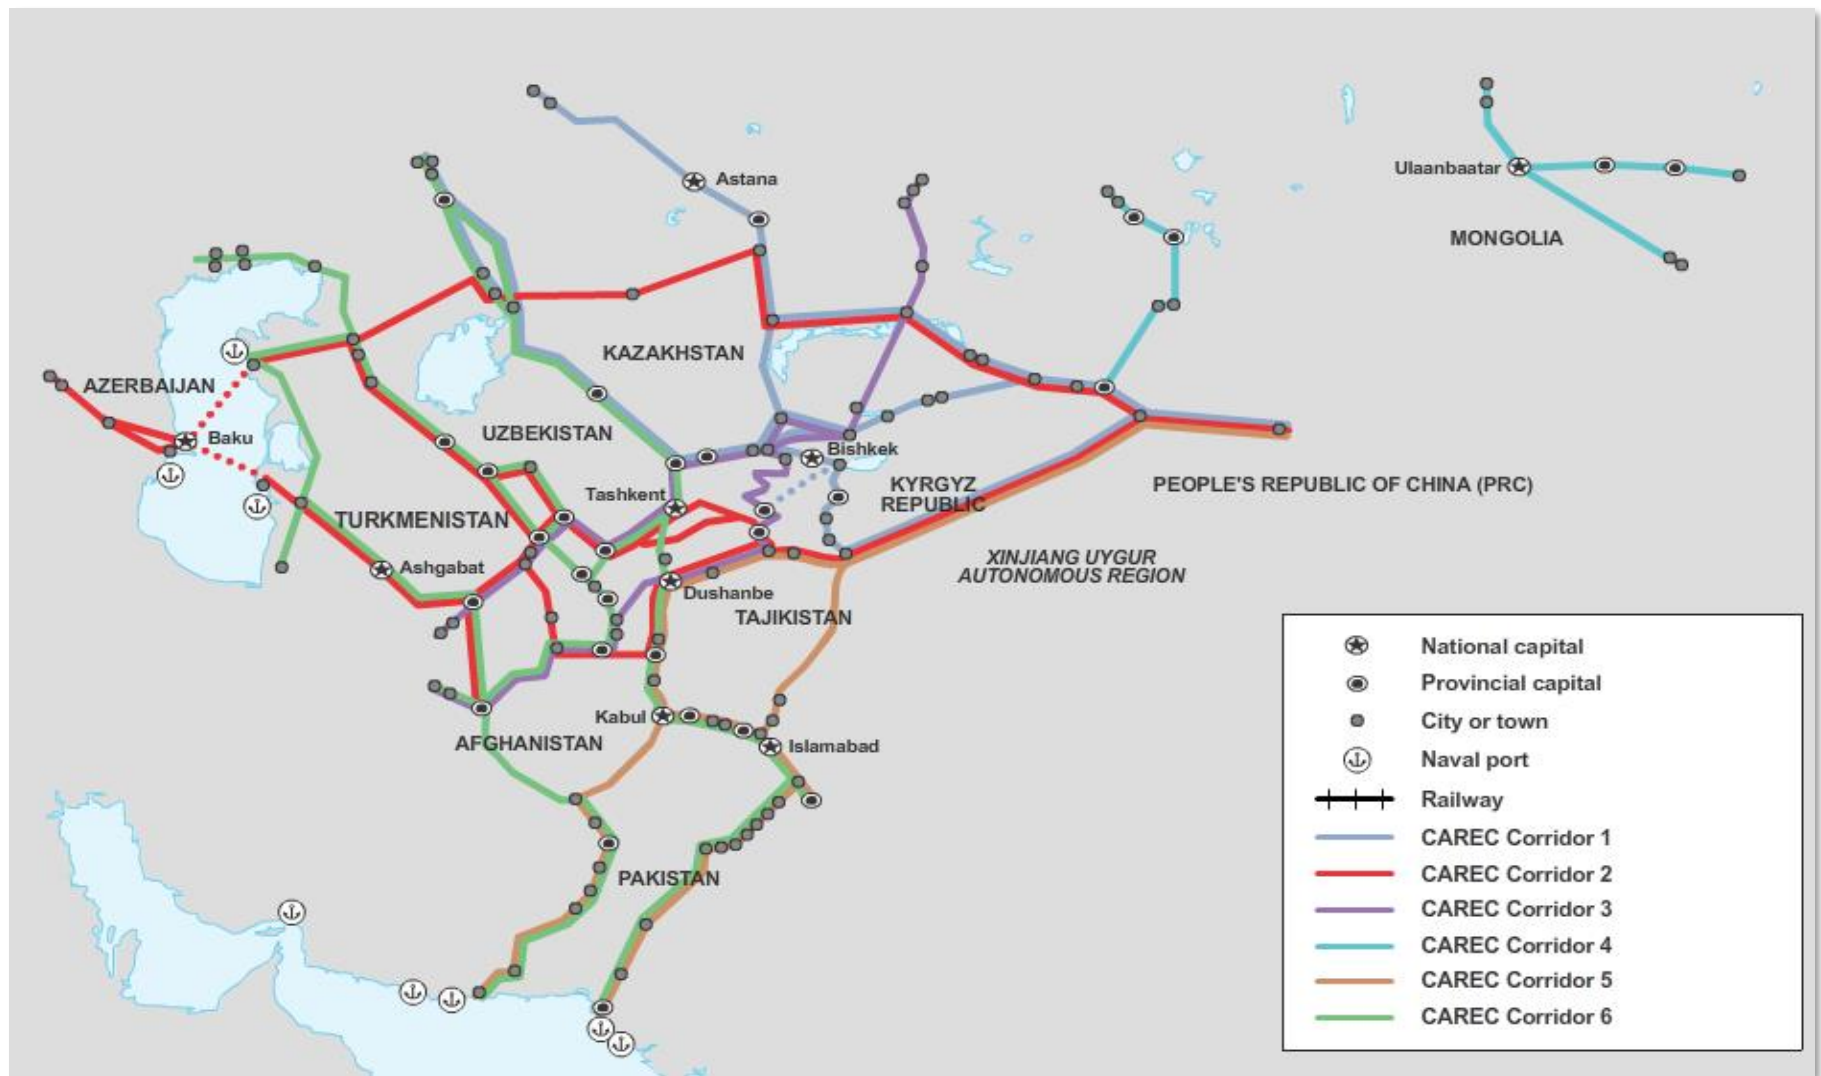 Astana
Ulaanbaatar
MONGOLIA
KAZAKHSTAN
AZERBAIJAN
UZBEKISTAN
Baku
Bishkek
Tashkent
KYRGYZ
REPUBLIC
PEOPLE'S REPUBLIC OF CHINA (PRC)
TURKMENISTAN
Ashgabat
XINJIANG UYGUR
AUTONOMOUS REGION
Dushanbe
TAJIKISTAN
Kabul
AFGHANISTAN
Islamabad
PAKISTAN
National capital
Provincial capital
City or town
Naval port
Railway
CAREC Corridor 1
CAREC Corridor 2
CAREC Corridor 3
CAREC Corridor 4
CAREC Corridor 5
CAREC Corridor 6